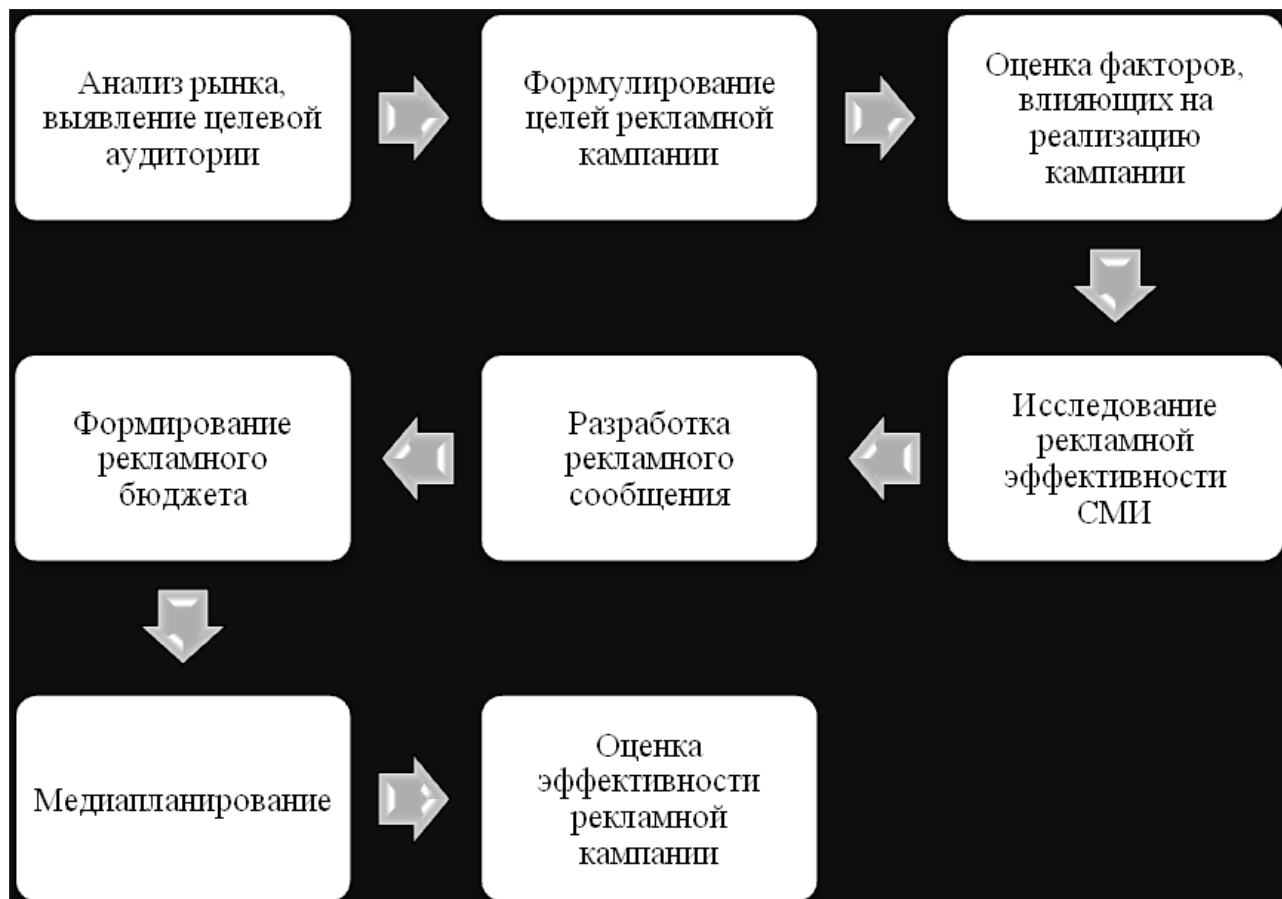 Анализ рынка,
выявление целевой
аудитории
Формулирование
целей рекламной
кампании
Оценка факторов,
влияющих на
реализацию
кампании
Исследование
рекламной
эффективности
СМИ
Разработка
рекламного
сообщения
Формирование
рекламного
бюджета
Медиапланирование
Оценка
эффективности
рекламной
кампании